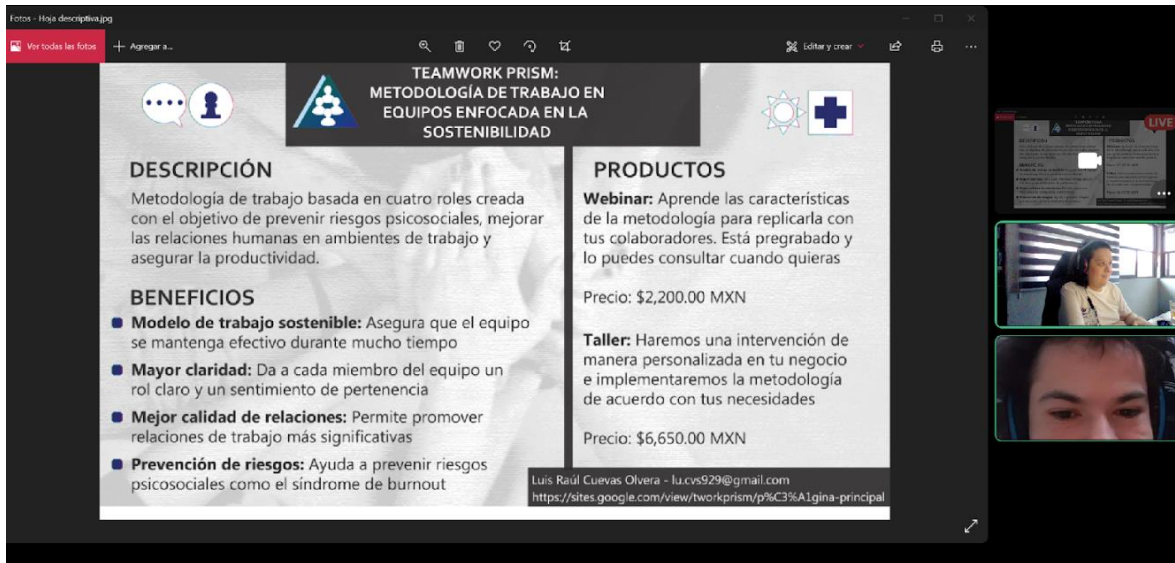 Fotos - Hoja descriptiva.jpg
Ver todas las fotos
Agregar a...
Editar y crear
TEAMWORK PRISM:
METODOLOGÍA DE TRABAJO EN
EQUIPOS ENFOCADA EN LA
SOSTENIBILIDAD
DESCRIPCIÓN
Metodología de trabajo basada en cuatro roles creada
con el objetivo de prevenir riesgos psicosociales, mejorar
las relaciones humanas en ambientes de trabajo y
asegurar la productividad.
BENEFICIOS
Modelo de trabajo sostenible: Asegura que el equipo
se mantenga efectivo durante mucho tiempo
Mayor claridad: Da a cada miembro del equipo un
rol claro y un sentimiento de pertenencia
Mejor calidad de relaciones: Permite promover
relaciones de trabajo más significativas
Prevención de riesgos: Ayuda a prevenir riesgos
psicosociales como el síndrome de burnout
PRODUCTOS
Webinar: Aprende las características
de la metodología para replicarla con
tus colaboradores. Está pregrabado y
lo puedes consultar cuando quieras
Precio: $2,200.00 MXN
Taller: Haremos una intervención de
manera personalizada en tu negocio
e implementaremos la metodología
de acuerdo con tus necesidades
Precio: $6,650.00 MXN
Luis Raúl Cuevas Olvera - lu.cvs929@gmail.com
https://sites.google.com/view/tworkprism/p%C3%A1gina-principal
LIVE